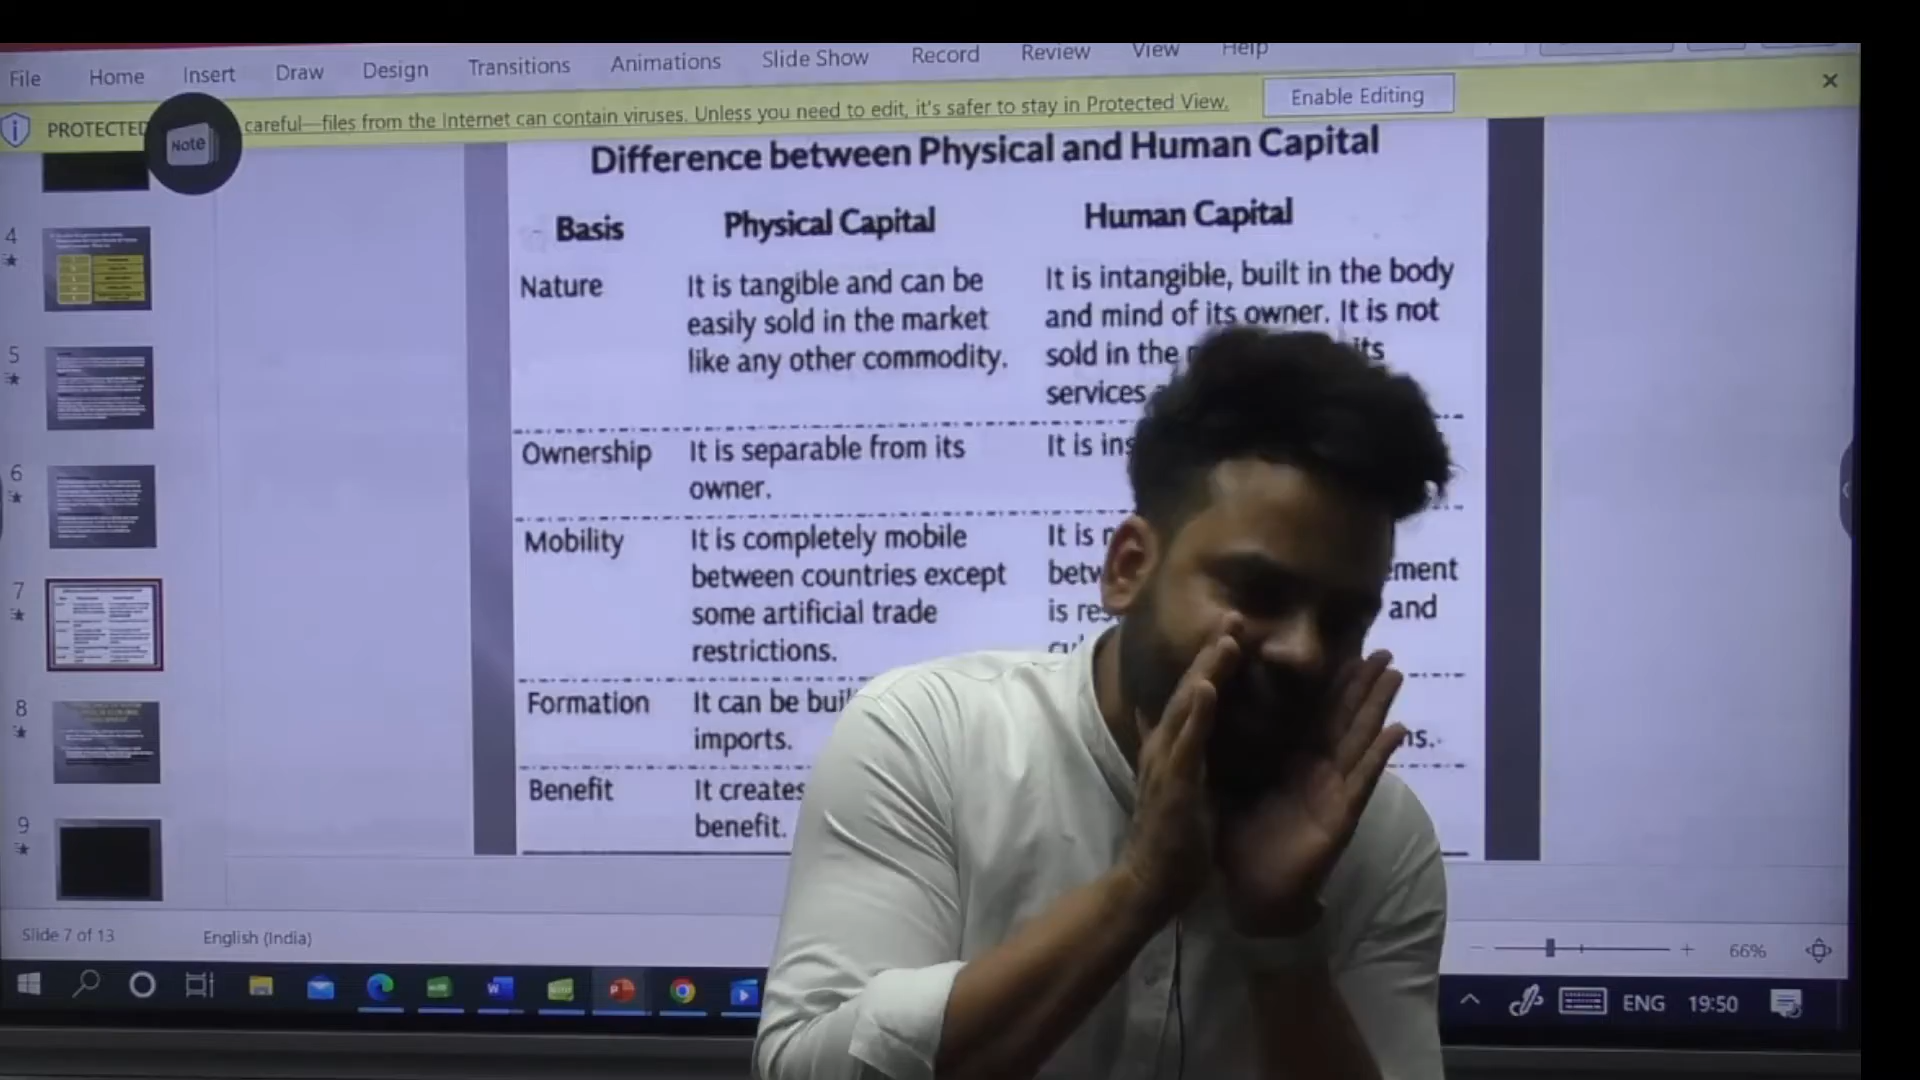 File Home Insert Draw Design Transitions Animations Slide Show Record Review View Help
PROTECTED careful—files from the Internet can contain viruses. Unless you need to edit, it's safer to stay in Protected View. Enable Editing
Note
Difference between Physical and Human Capital
Basis Physical Capital Human Capital
Nature It is tangible and can be It is intangible, built in the body
easily sold in the market and mind of its owner. It is not
like any other commodity. sold in the its
services
Ownership It is separable from its It is
owner.
Mobility It is completely mobile It is
between countries except
some artificial trade is and
restrictions.
Formation It can be
imports.
Benefit It creates
benefit.
4
5
6
7
8
9
Slide 7 of 13 English (India) 66%
ENG 19:50